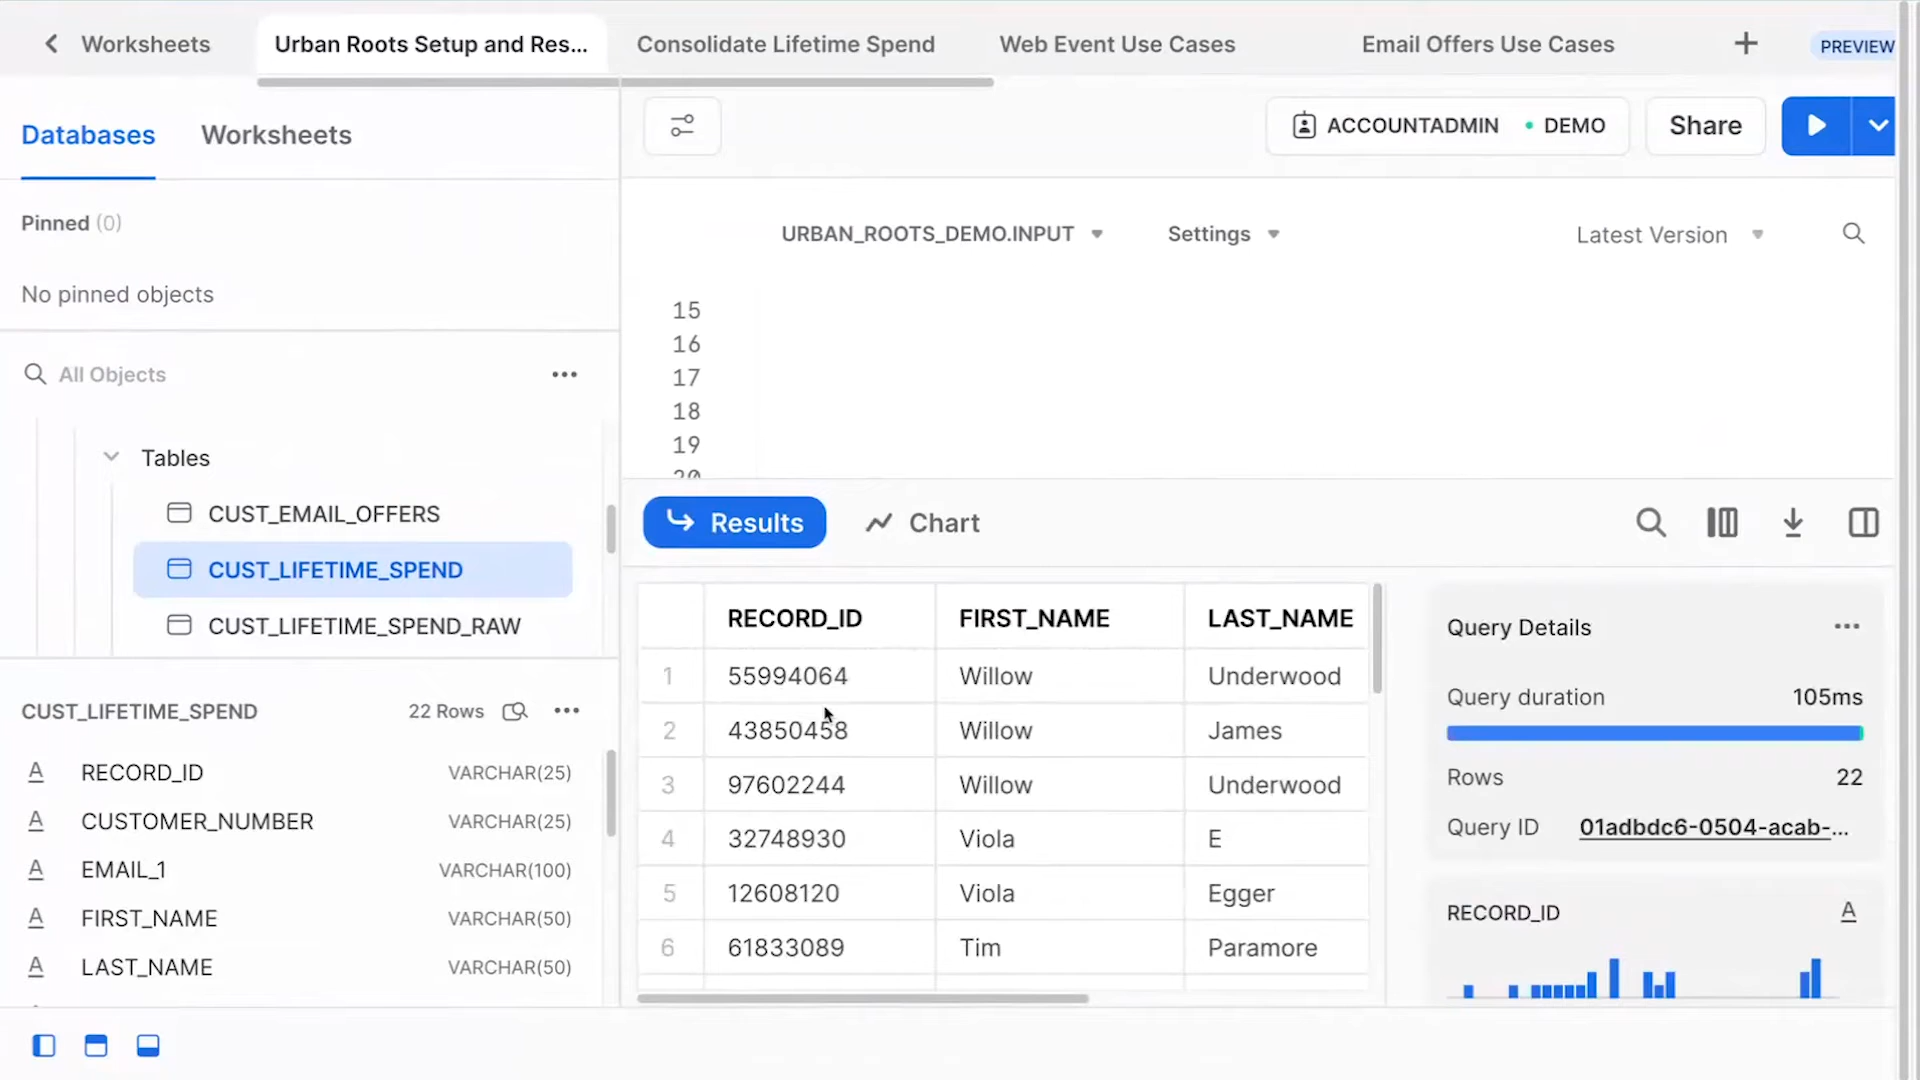 Worksheets
Urban Roots Setup and Res...
Consolidate Lifetime Spend
Web Event Use Cases
Email Offers Use Cases
PREVIEW
Databases
Worksheets
ACCOUNTADMIN
DEMO
Share
Pinned (0)
No pinned objects
URBAN_ROOTS_DEMO.INPUT
Settings
Latest Version
All Objects
15
16
17
18
19
20
Tables
CUST_EMAIL_OFFERS
CUST_LIFETIME_SPEND
CUST_LIFETIME_SPEND_RAW
Results
Chart
RECORD_ID FIRST_NAME LAST_NAME
1 55994064 Willow Underwood
2 43850458 Willow James
3 97602244 Willow Underwood
4 32748930 Viola E
5 12608120 Viola Egger
6 61833089 Tim Paramore
Query Details
Query duration 105ms
Rows 22
Query ID 01adbdc6-0504-acab-...
RECORD_ID A
CUST_LIFETIME_SPEND 22 Rows
A RECORD_ID VARCHAR(25)
A CUSTOMER_NUMBER VARCHAR(25)
A EMAIL_1 VARCHAR(100)
A FIRST_NAME VARCHAR(50)
A LAST_NAME VARCHAR(50)